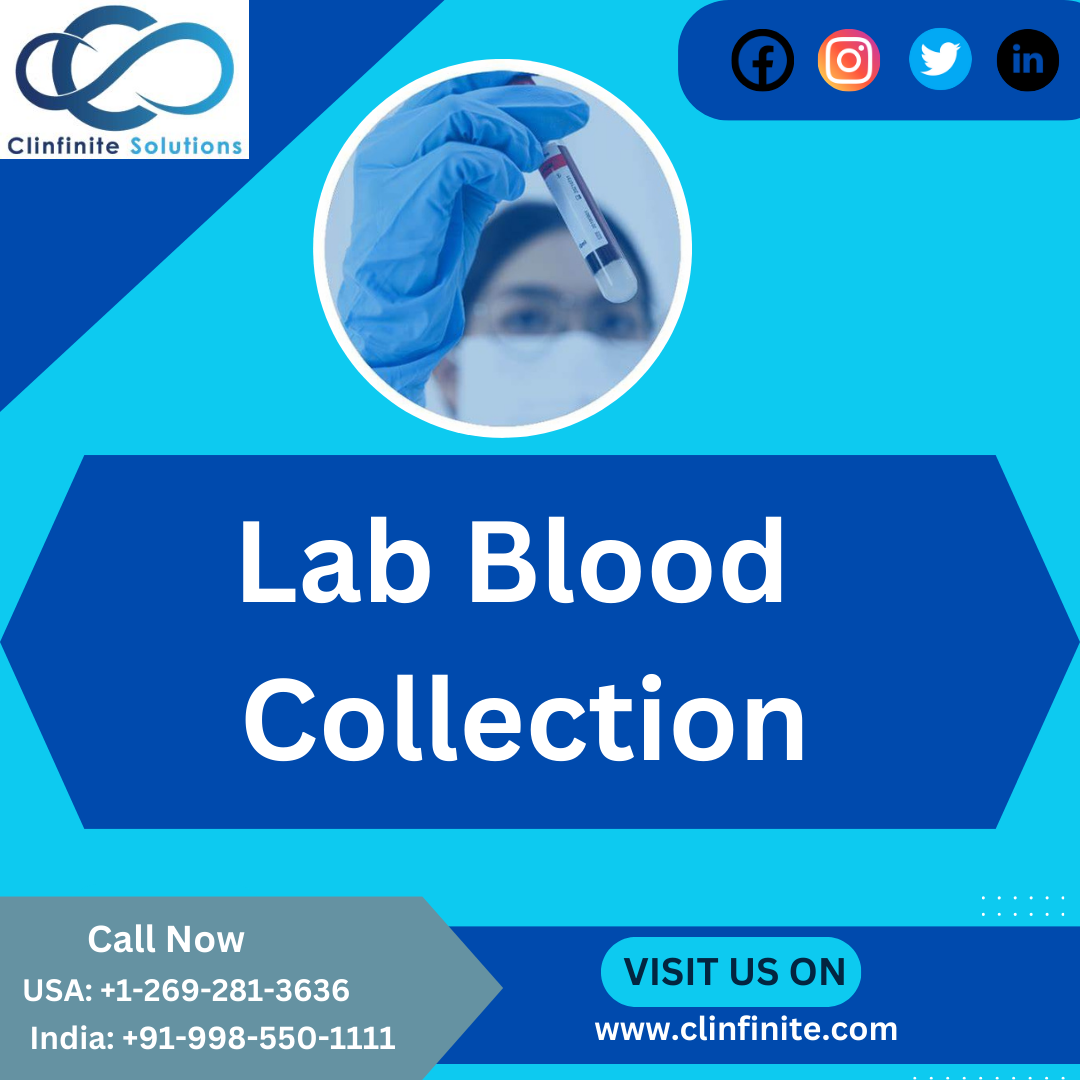 Clinfinite Solutions
in
Lab Blood
Collection
Call Now
USA: +1-269-281-3636
India: +91-998-550-1111
VISIT US ON
www.clinfinite.com